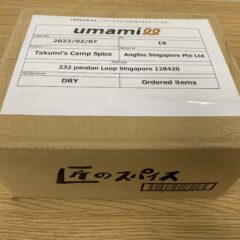 umami
2022/02/07 18
Takumi's Camp Spice Angliss Singapore Pte Ltd
232 pandan Loop Singapore 128420
DRY Ordered items
匠のスパイス